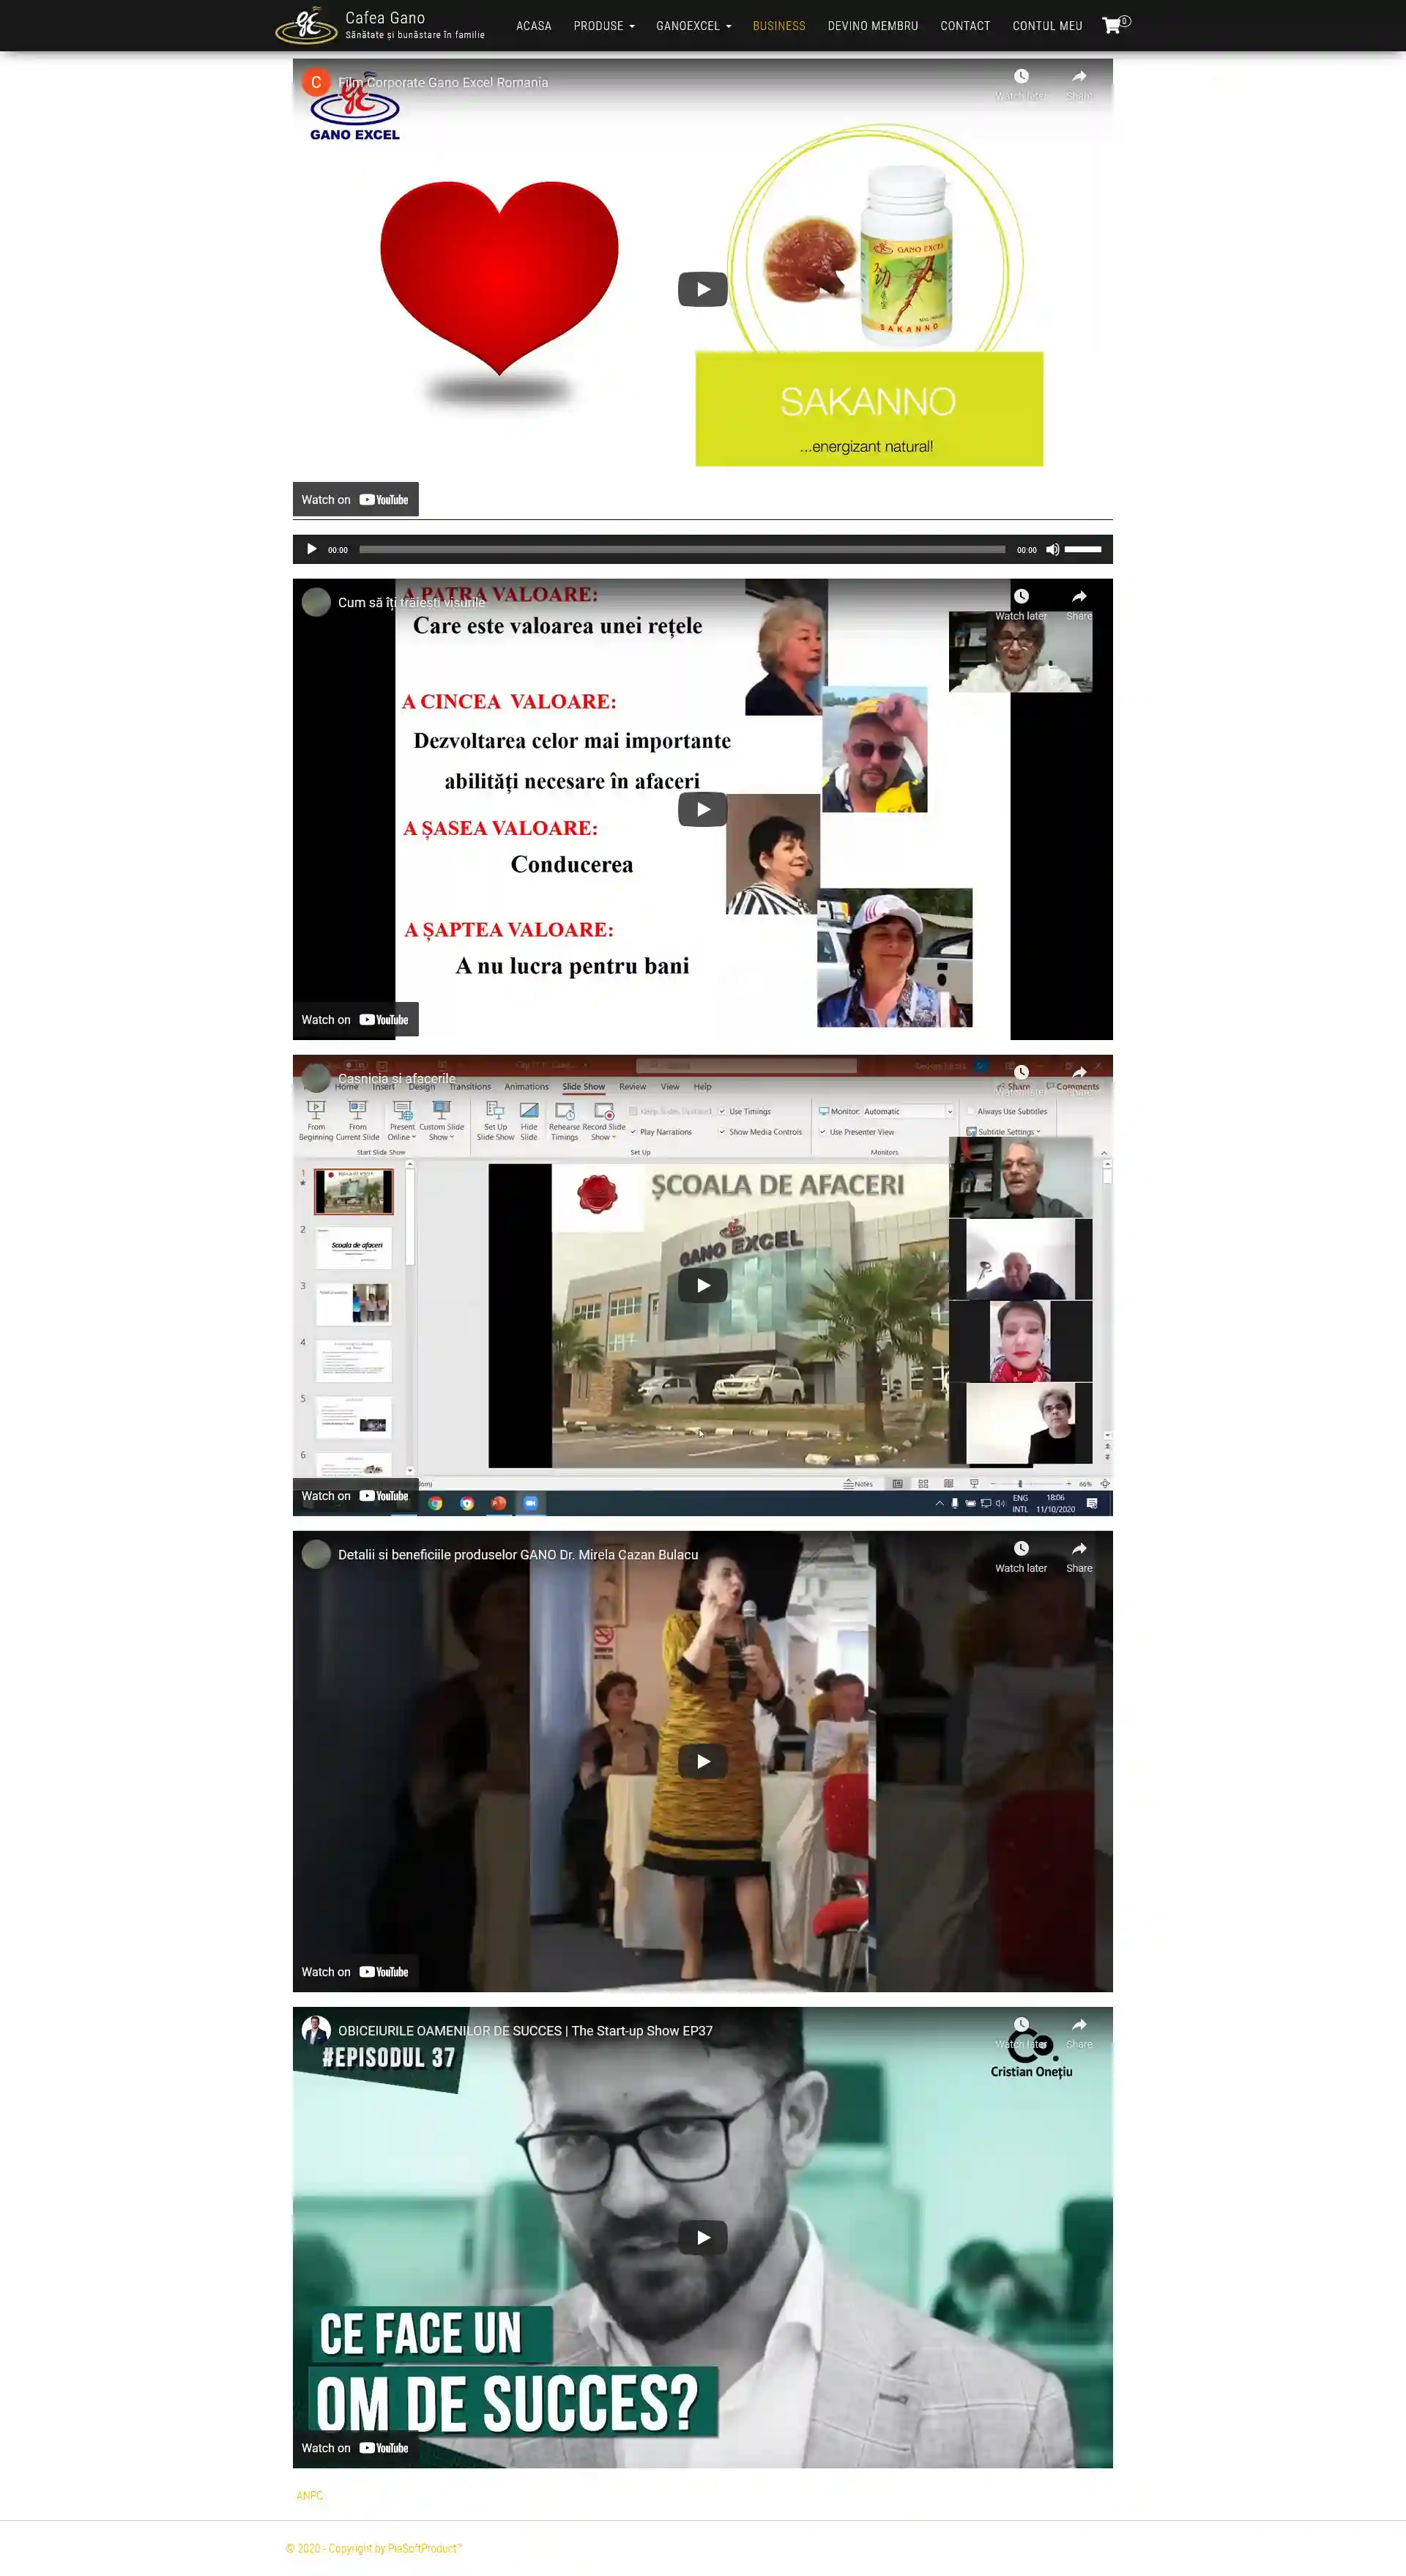 Cafea Gano
Sănătate și bunăstare în familie
ACASA PRODUSE GANOEXCEL BUSINESS DEVINO MEMBRU CONTACT CONTUL MEU 0
C Film Corporate Gano Excel Romania
Watch later Share
GANO EXCEL
GANO EXCEL
SAKANNO
SAKANNO
...energizant natural!
Watch on YouTube
00:00 00:00
A PATRA VALOARE:
Cum să îți trăiești visurile
Watch later Share
Care este valoarea unei rețele
A CINCEA VALOARE:
Dezvoltarea celor mai importante
abilități necesare în afaceri
A ȘASEA VALOARE:
Conducerea
A ȘAPTEA VALOARE:
A nu lucra pentru bani
Watch on YouTube
Casnicia si afacerile
Watch later Share
Home Insert Design Transitions Animations Slide Show Review View Help Share Comments
From Beginning
From Current Slide
Present Online
Custom Slide Show
Set Up Slide Show
Hide Slide
Rehearse Timings
Record Slide Show
Keep Slides Updated
Use Timings
Play Narrations
Show Media Controls
Monitor: Automatic
Use Presenter View
Always Use Subtitles
Subtitle Settings
Start Slide Show Set Up Monitors
1
2
3
4
5
6
Scoala de afaceri
ȘCOALA DE AFACERI
GANO EXCEL
Notes 66%
Watch on YouTube
ENG
INTL
18:06
11/10/2020
Detalii si beneficiile produselor GANO Dr. Mirela Cazan Bulacu
Watch later Share
Watch on YouTube
OBICEIURILE OAMENILOR DE SUCCES | The Start-up Show EP37
Watch later Share
#EPISODUL 37
Cristian Onețiu
CE FACE UN
OM DE SUCCES?
Watch on YouTube
ANPC
© 2020 - Copyright by PiaSoftProduct™